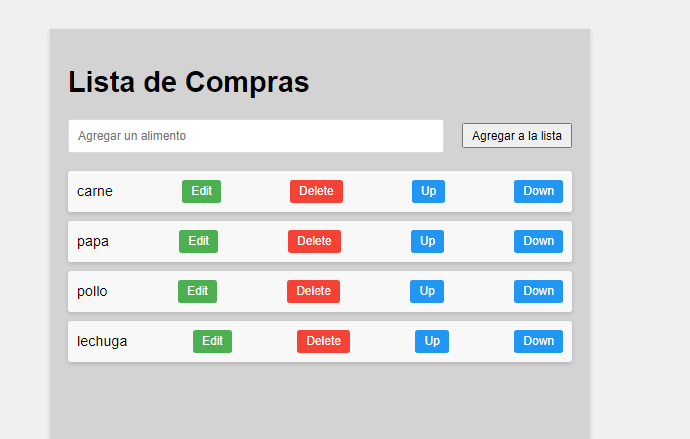 Lista de Compras
Agregar un alimento Agregar a la lista
carne Edit Delete Up Down
papa Edit Delete Up Down
pollo Edit Delete Up Down
lechuga Edit Delete Up Down